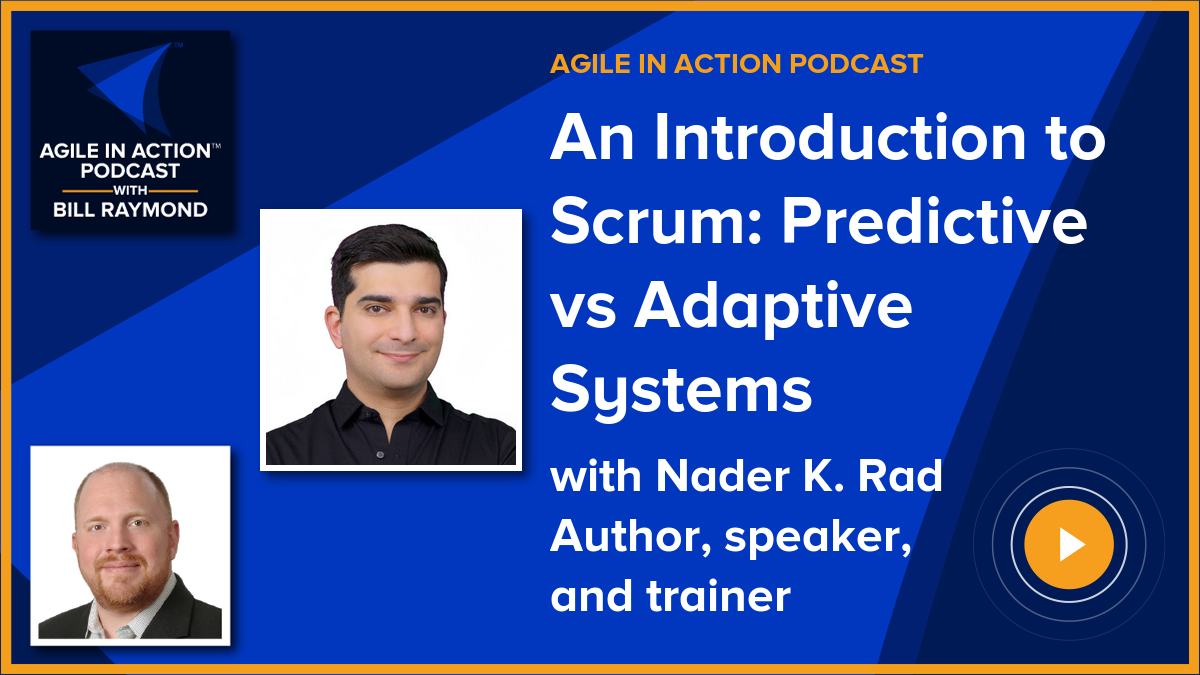 AGILE IN ACTION™
PODCAST
WITH
BILL RAYMOND
AGILE IN ACTION PODCAST
An Introduction to
Scrum: Predictive
vs Adaptive
Systems
with Nader K. Rad
Author, speaker,
and trainer